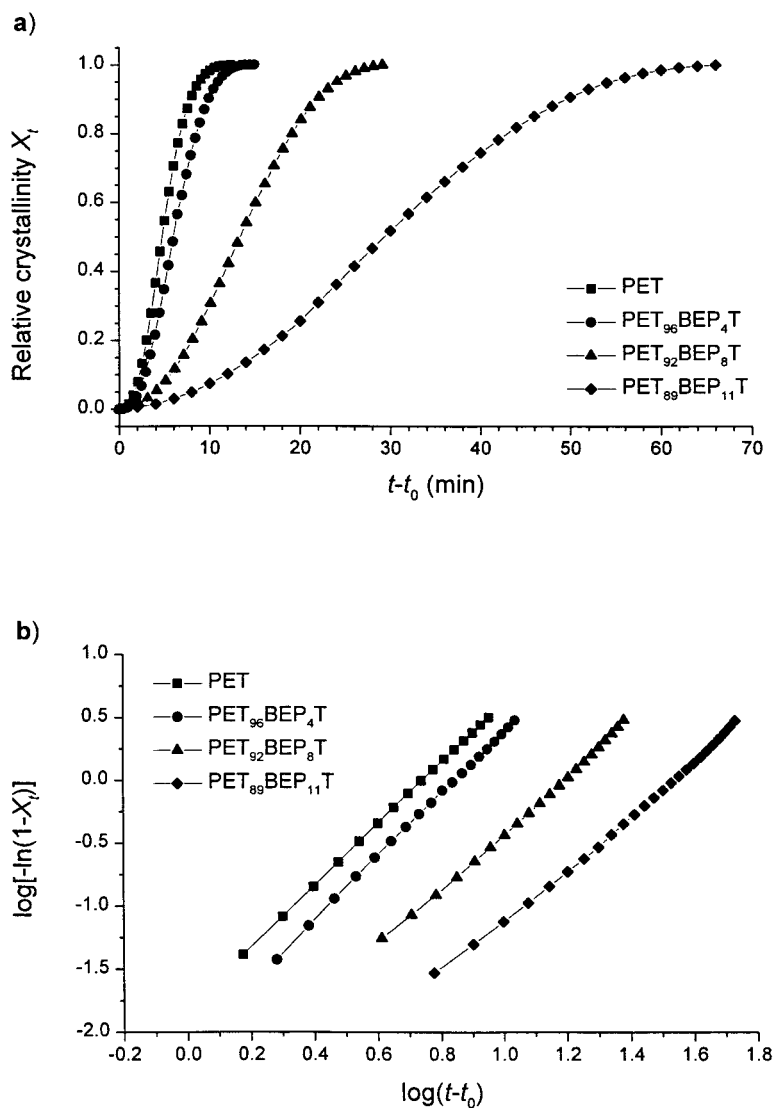 a)
Relative crystallinity Xₜ
1.0
0.8
0.6
0.4
0.2
0.0
0 10 20 30 40 50 60 70
t-t₀ (min)
PET
PET₉₆BEP₄T
PET₉₂BEP₈T
PET₈₉BEP₁₁T
b)
log[-ln(1-Xₜ)]
1.0
0.5
0.0
-0.5
-1.0
-1.5
-2.0
-0.2 0.0 0.2 0.4 0.6 0.8 1.0 1.2 1.4 1.6 1.8
log(t-t₀)
PET
PET₉₆BEP₄T
PET₉₂BEP₈T
PET₈₉BEP₁₁T